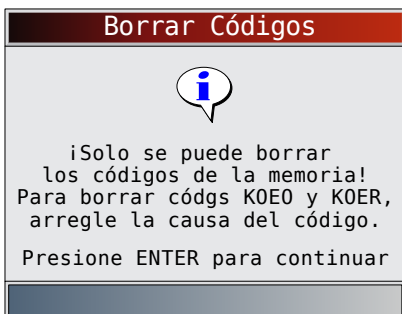 Borrar Códigos
i
¡Solo se puede borrar
los códigos de la memoria!
Para borrar códgs KOEO y KOER,
arregle la causa del código.
Presione ENTER para continuar